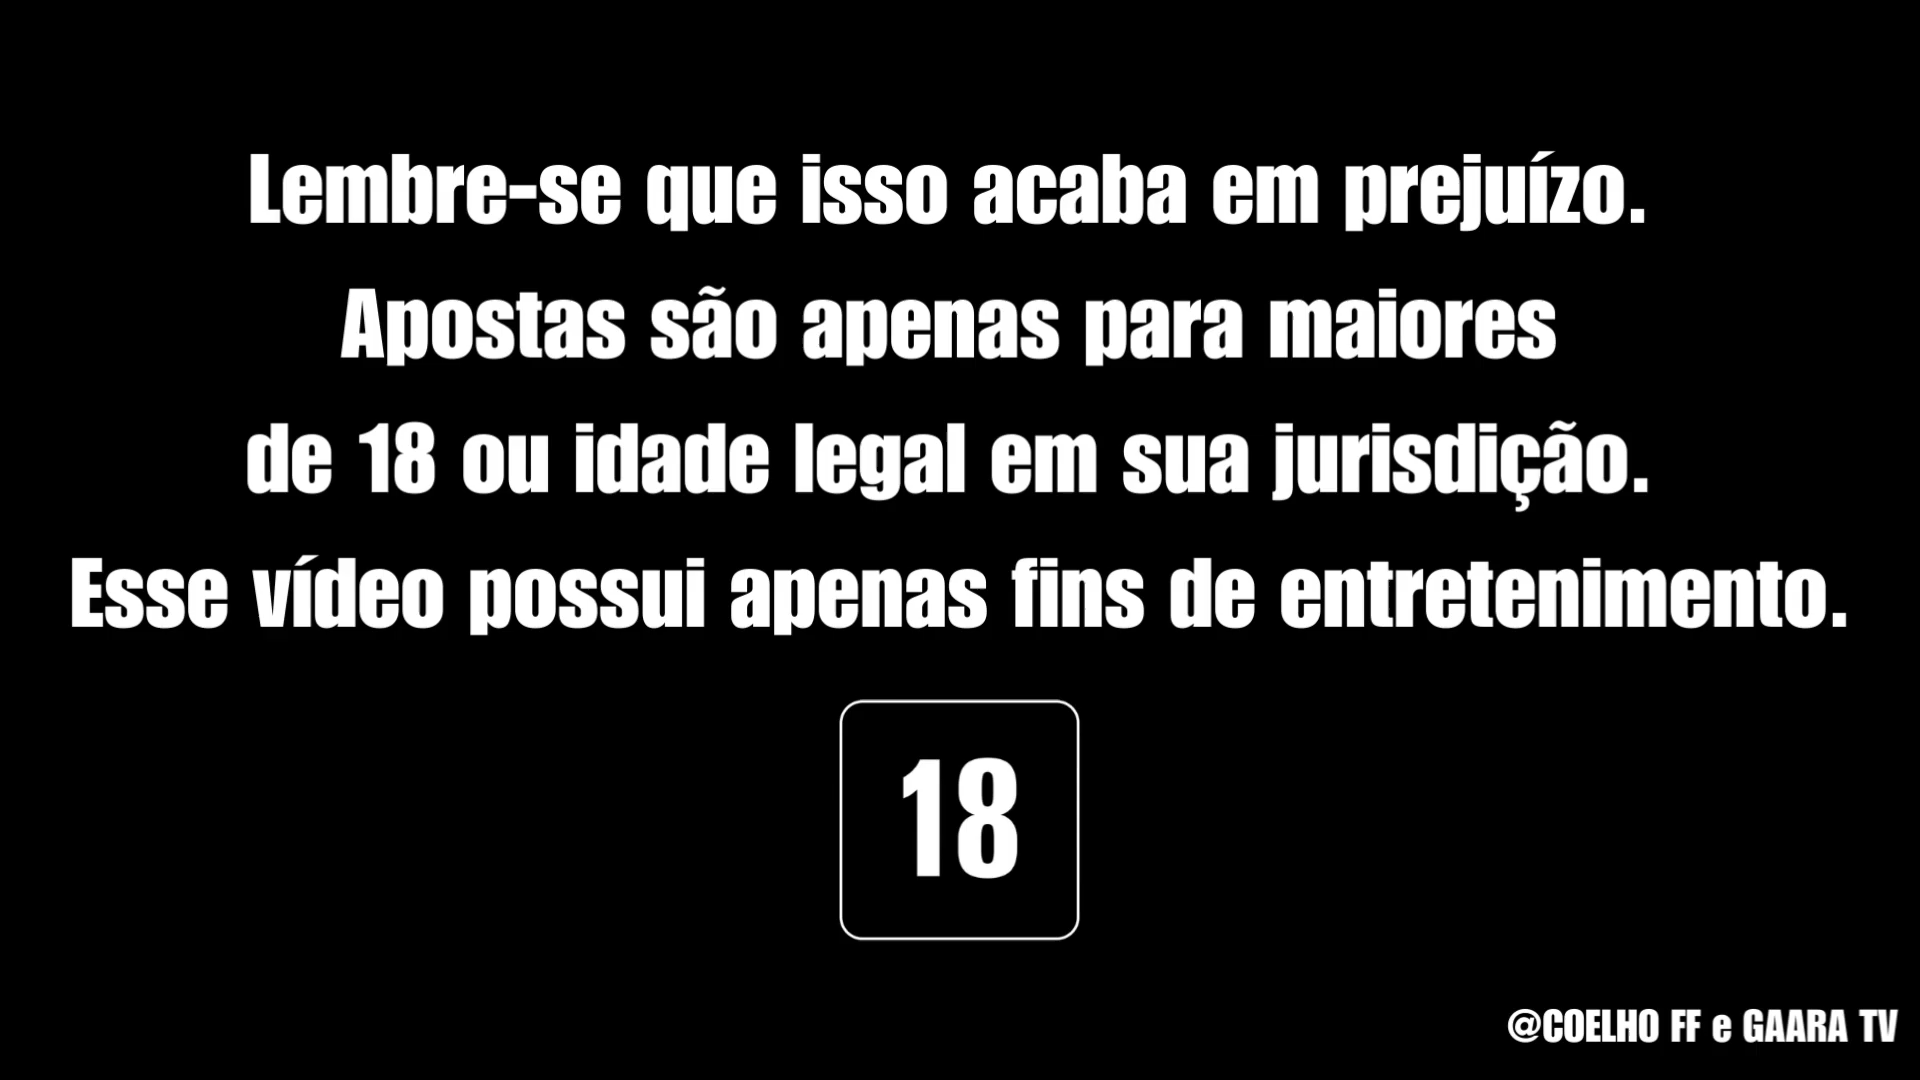 Lembre-se que isso acaba em prejuízo.
Apostas são apenas para maiores
de 18 ou idade legal em sua jurisdição.
Esse vídeo possui apenas fins de entretenimento.
18
@COELHO FF e GAARA TV